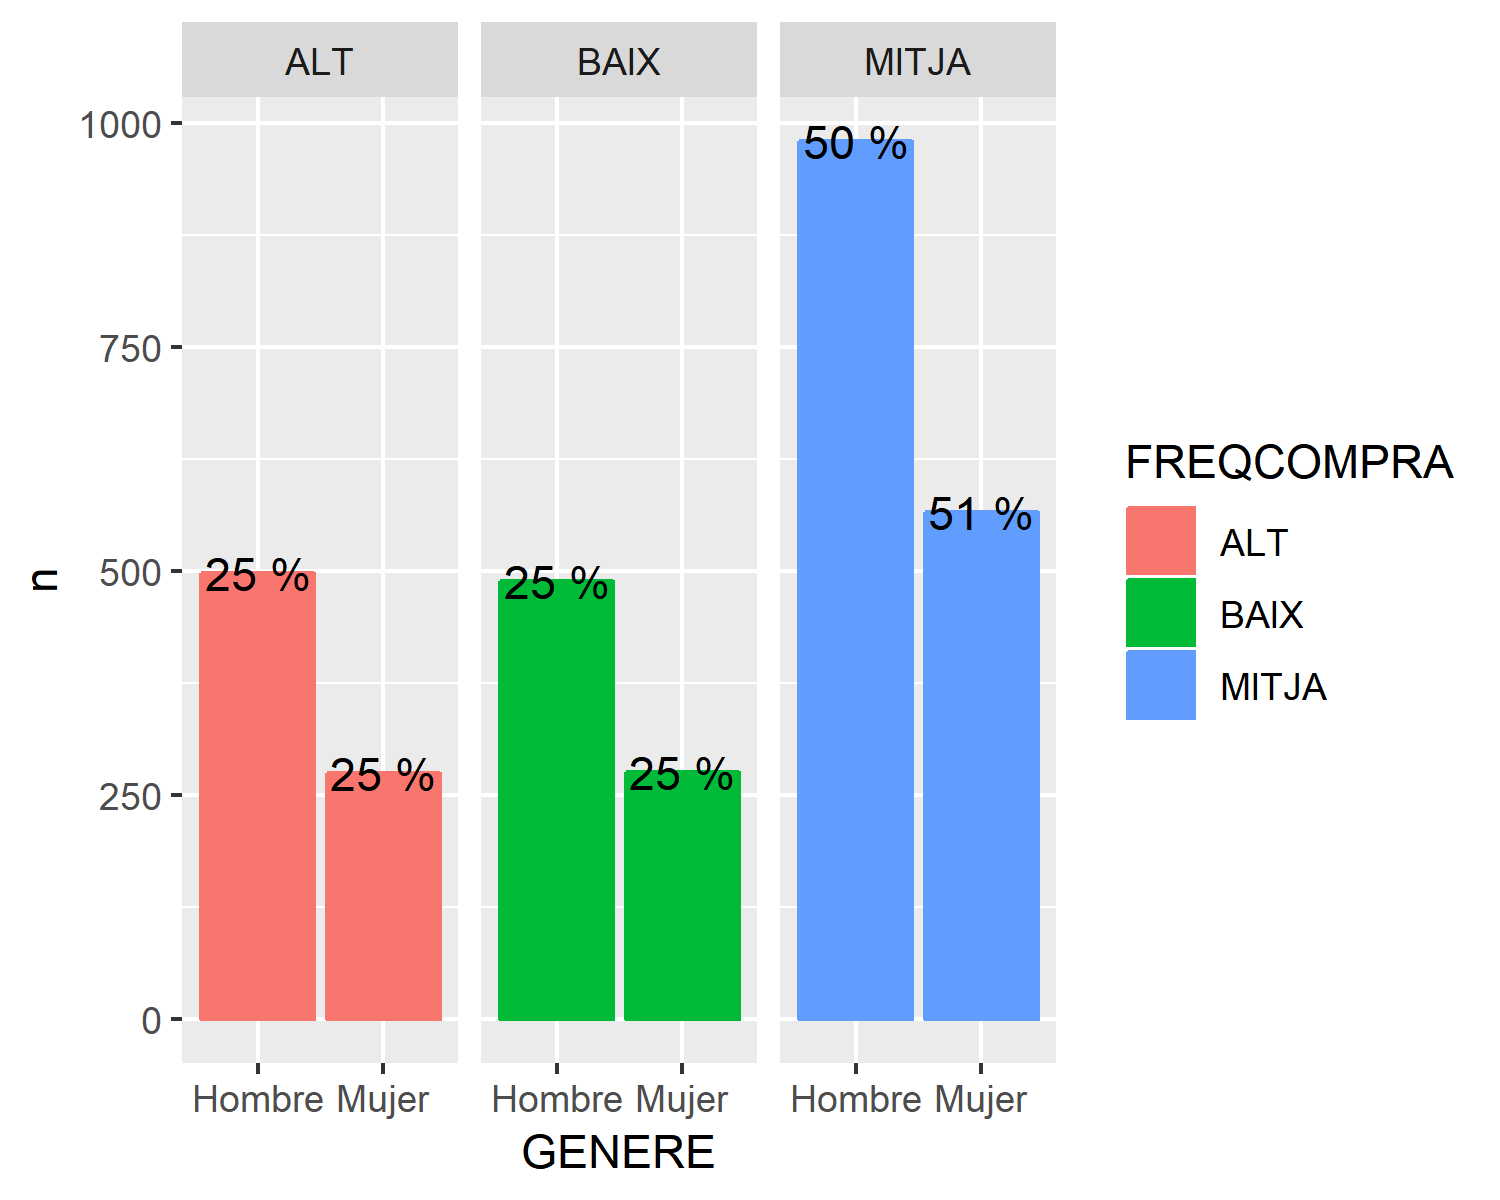 ALT BAIX MITJA
1000
750
500
250
0
n
50 %
51 %
25 %
25 %
25 %
25 %
Hombre Mujer Hombre Mujer Hombre Mujer
GENERE
FREQCOMPRA
ALT
BAIX
MITJA